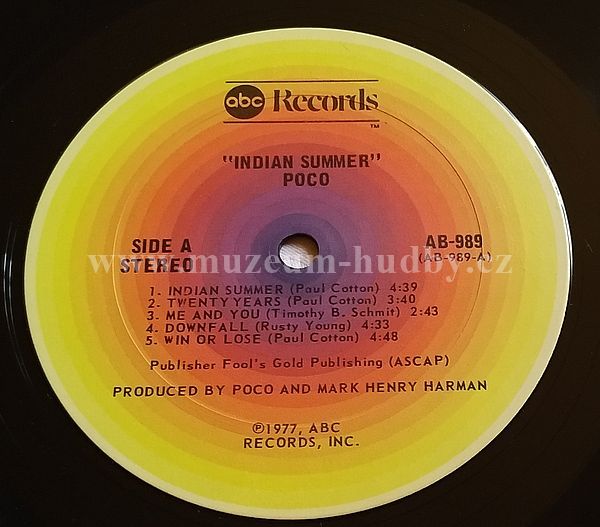 abc Records
TM
"INDIAN SUMMER"
POCO
SIDE A
STEREO
AB-989
(AB-989-A)
www.muzeum-hudby.cz
1. INDIAN SUMMER (Paul Cotton) 4:39
2. TWENTY YEARS (Paul Cotton) 3:40
3. ME AND YOU (Timothy B. Schmit) 2:43
4. DOWNFALL (Rusty Young) 4:33
5. WIN OR LOSE (Paul Cotton) 4:48
Publisher Fool's Gold Publishing (ASCAP)
PRODUCED BY POCO AND MARK HENRY HARMAN
℗1977, ABC
RECORDS, INC.